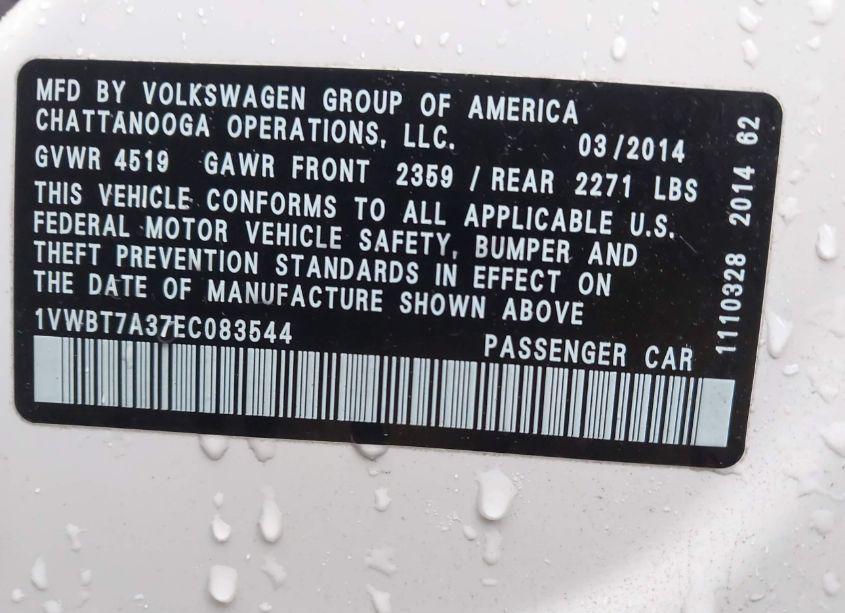 MFD BY VOLKSWAGEN GROUP OF AMERICA
CHATTANOOGA OPERATIONS, LLC. 03/2014
GVWR 4519 GAWR FRONT 2359 / REAR 2271 LBS
THIS VEHICLE CONFORMS TO ALL APPLICABLE U.S.
FEDERAL MOTOR VEHICLE SAFETY, BUMPER AND
THEFT PREVENTION STANDARDS IN EFFECT ON
THE DATE OF MANUFACTURE SHOWN ABOVE
1VWBT7A37EC083544 PASSENGER CAR
1110328 2014 62